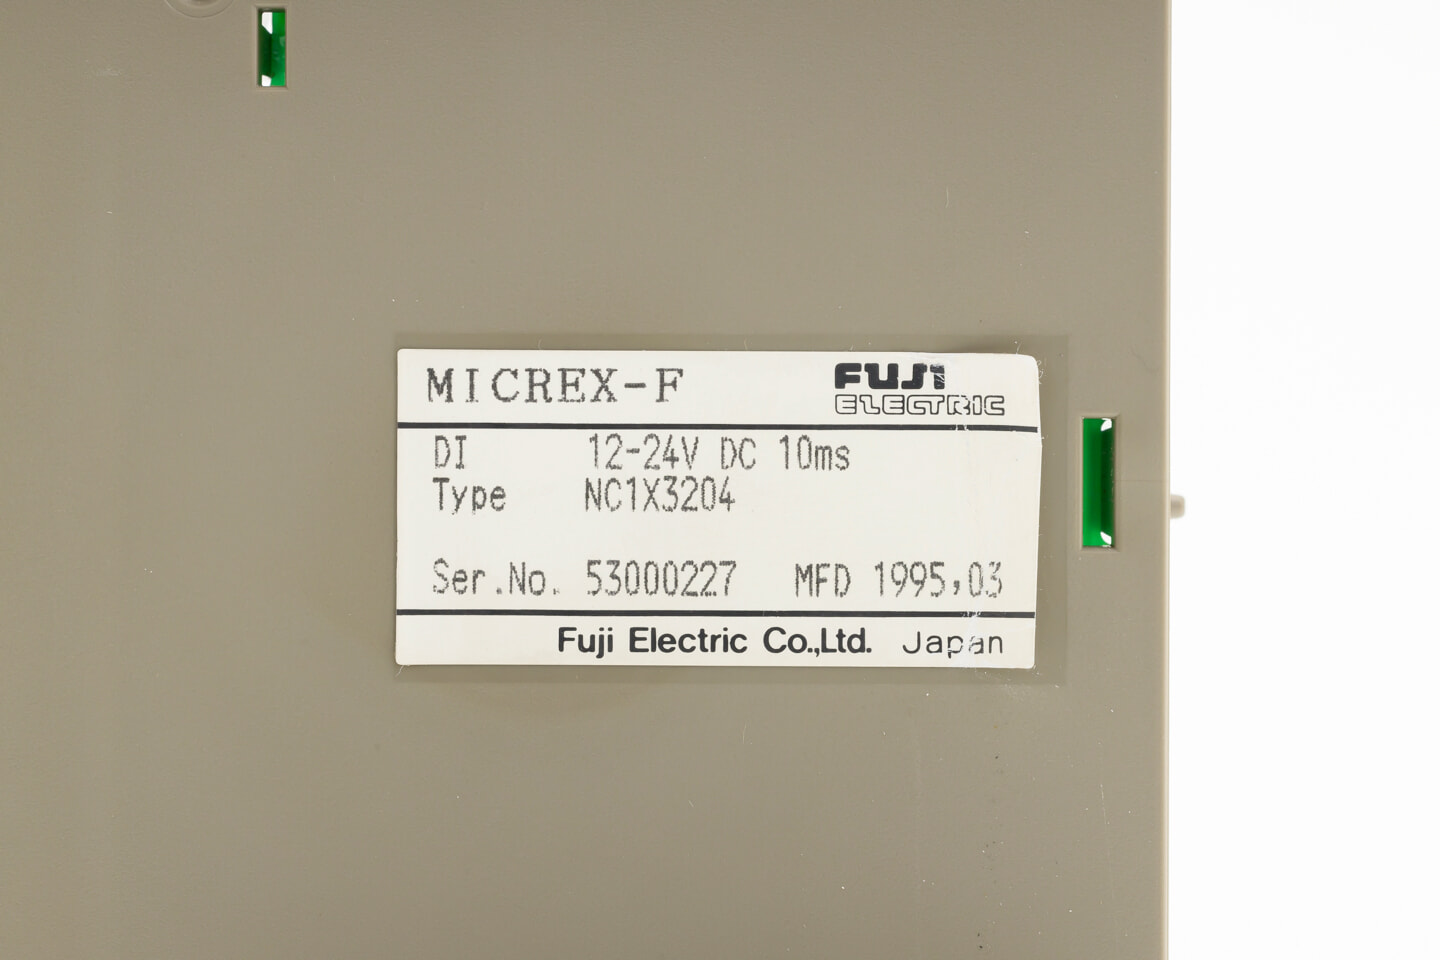 MICREX-F
FUJI
ELECTRIC
DI 12-24V DC 10ms
Type NC1X3204
Ser.No. 53000227 MFD 1995,03
Fuji Electric Co.,Ltd. Japan